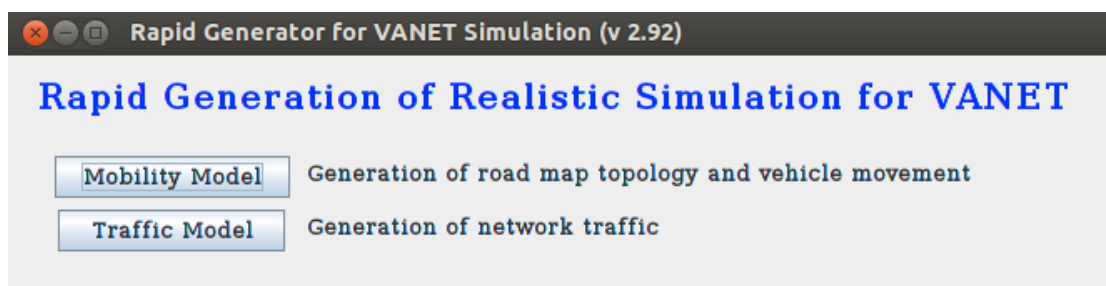 Rapid Generator for VANET Simulation (v 2.92)
Rapid Generation of Realistic Simulation for VANET
Mobility Model Generation of road map topology and vehicle movement
Traffic Model Generation of network traffic